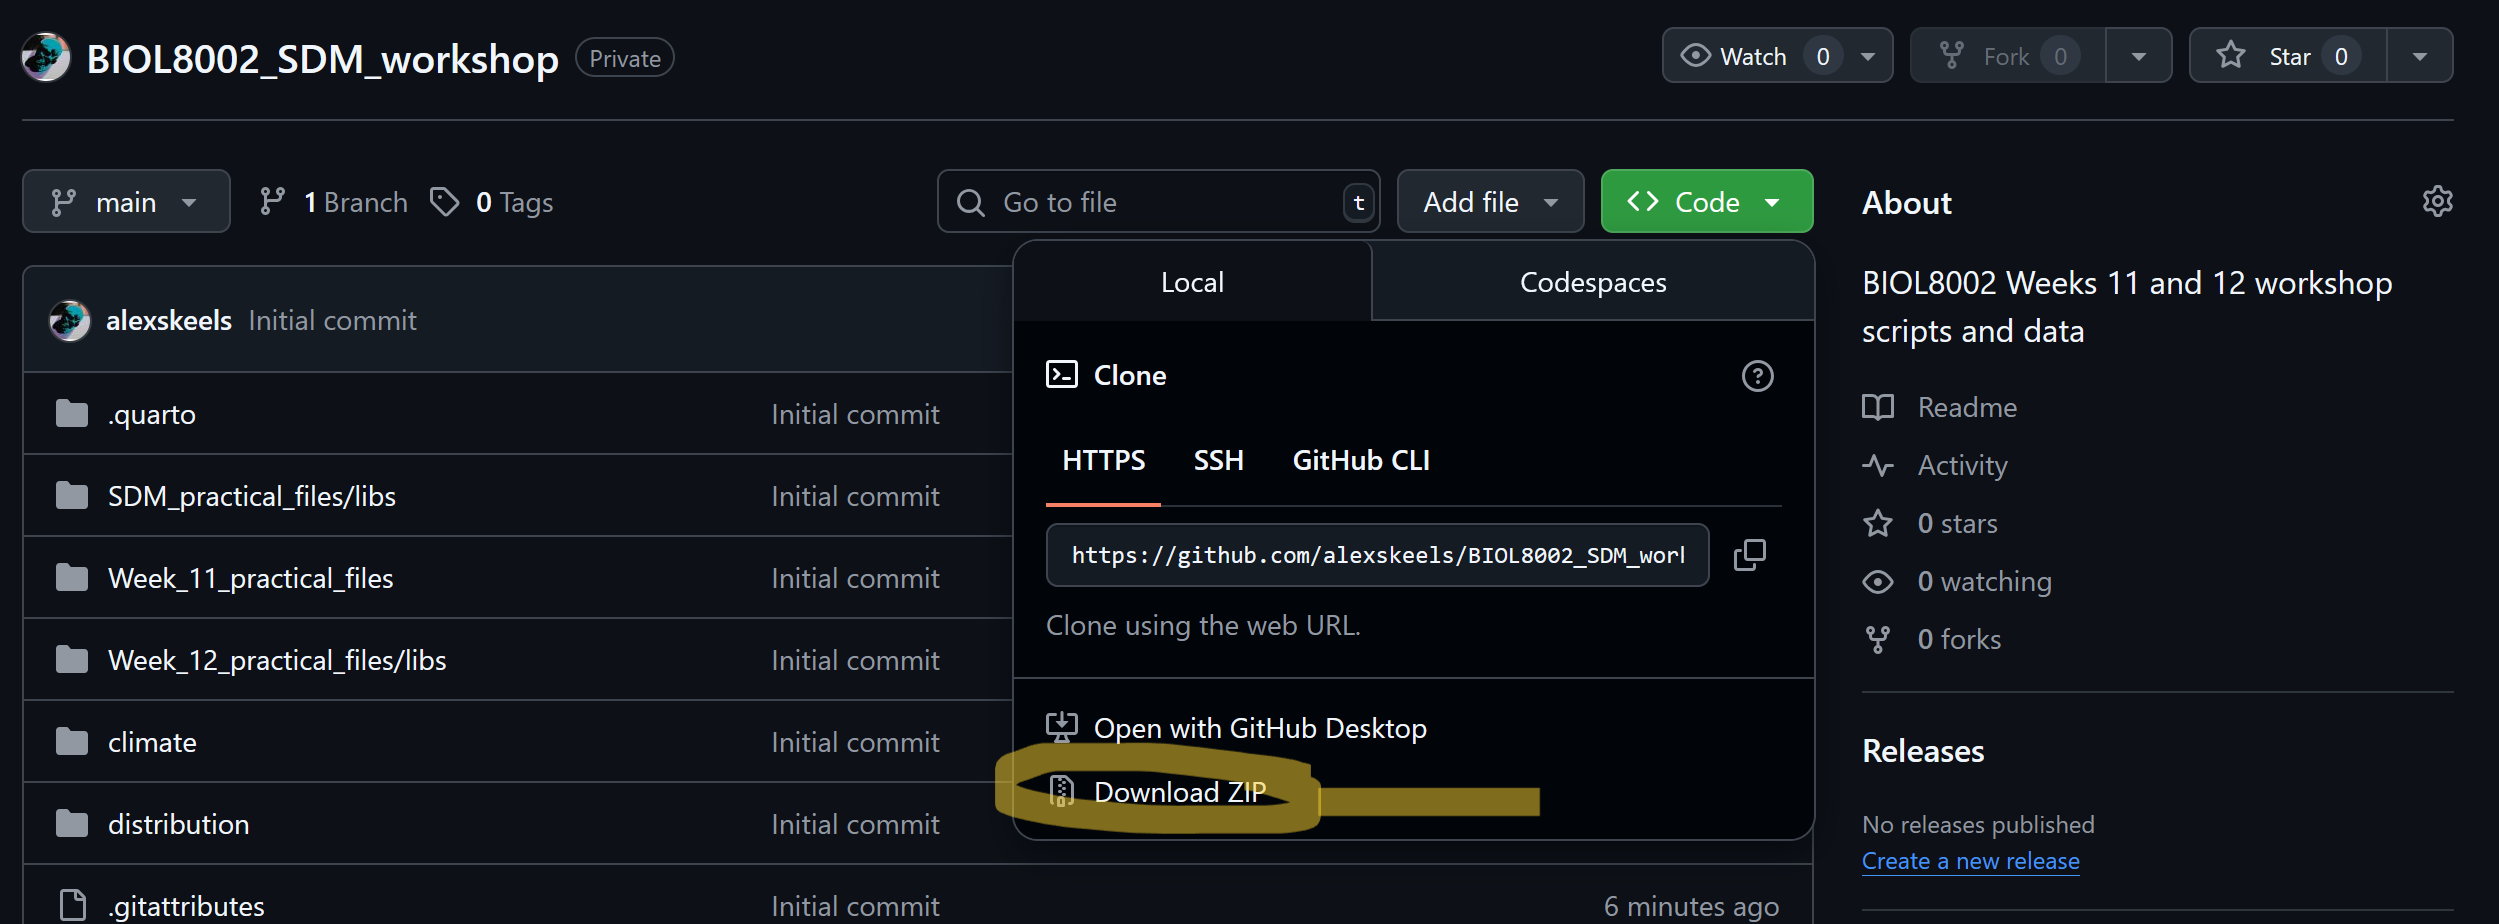 BIOL8002_SDM_workshop Private
Watch 0
Fork 0
Star 0
main
1 Branch
0 Tags
Go to file t
Add file
Code
alexskeels Initial commit
.quarto Initial commit
SDM_practical_files/libs Initial commit
Week_11_practical_files Initial commit
Week_12_practical_files/libs Initial commit
climate Initial commit
distribution Initial commit
.gitattributes Initial commit 6 minutes ago
Local Codespaces
Clone
HTTPS SSH GitHub CLI
https://github.com/alexskeels/BIOL8002_SDM_worl
Clone using the web URL.
Open with GitHub Desktop
Download ZIP
About
BIOL8002 Weeks 11 and 12 workshop
scripts and data
Readme
Activity
0 stars
0 watching
0 forks
Releases
No releases published
Create a new release